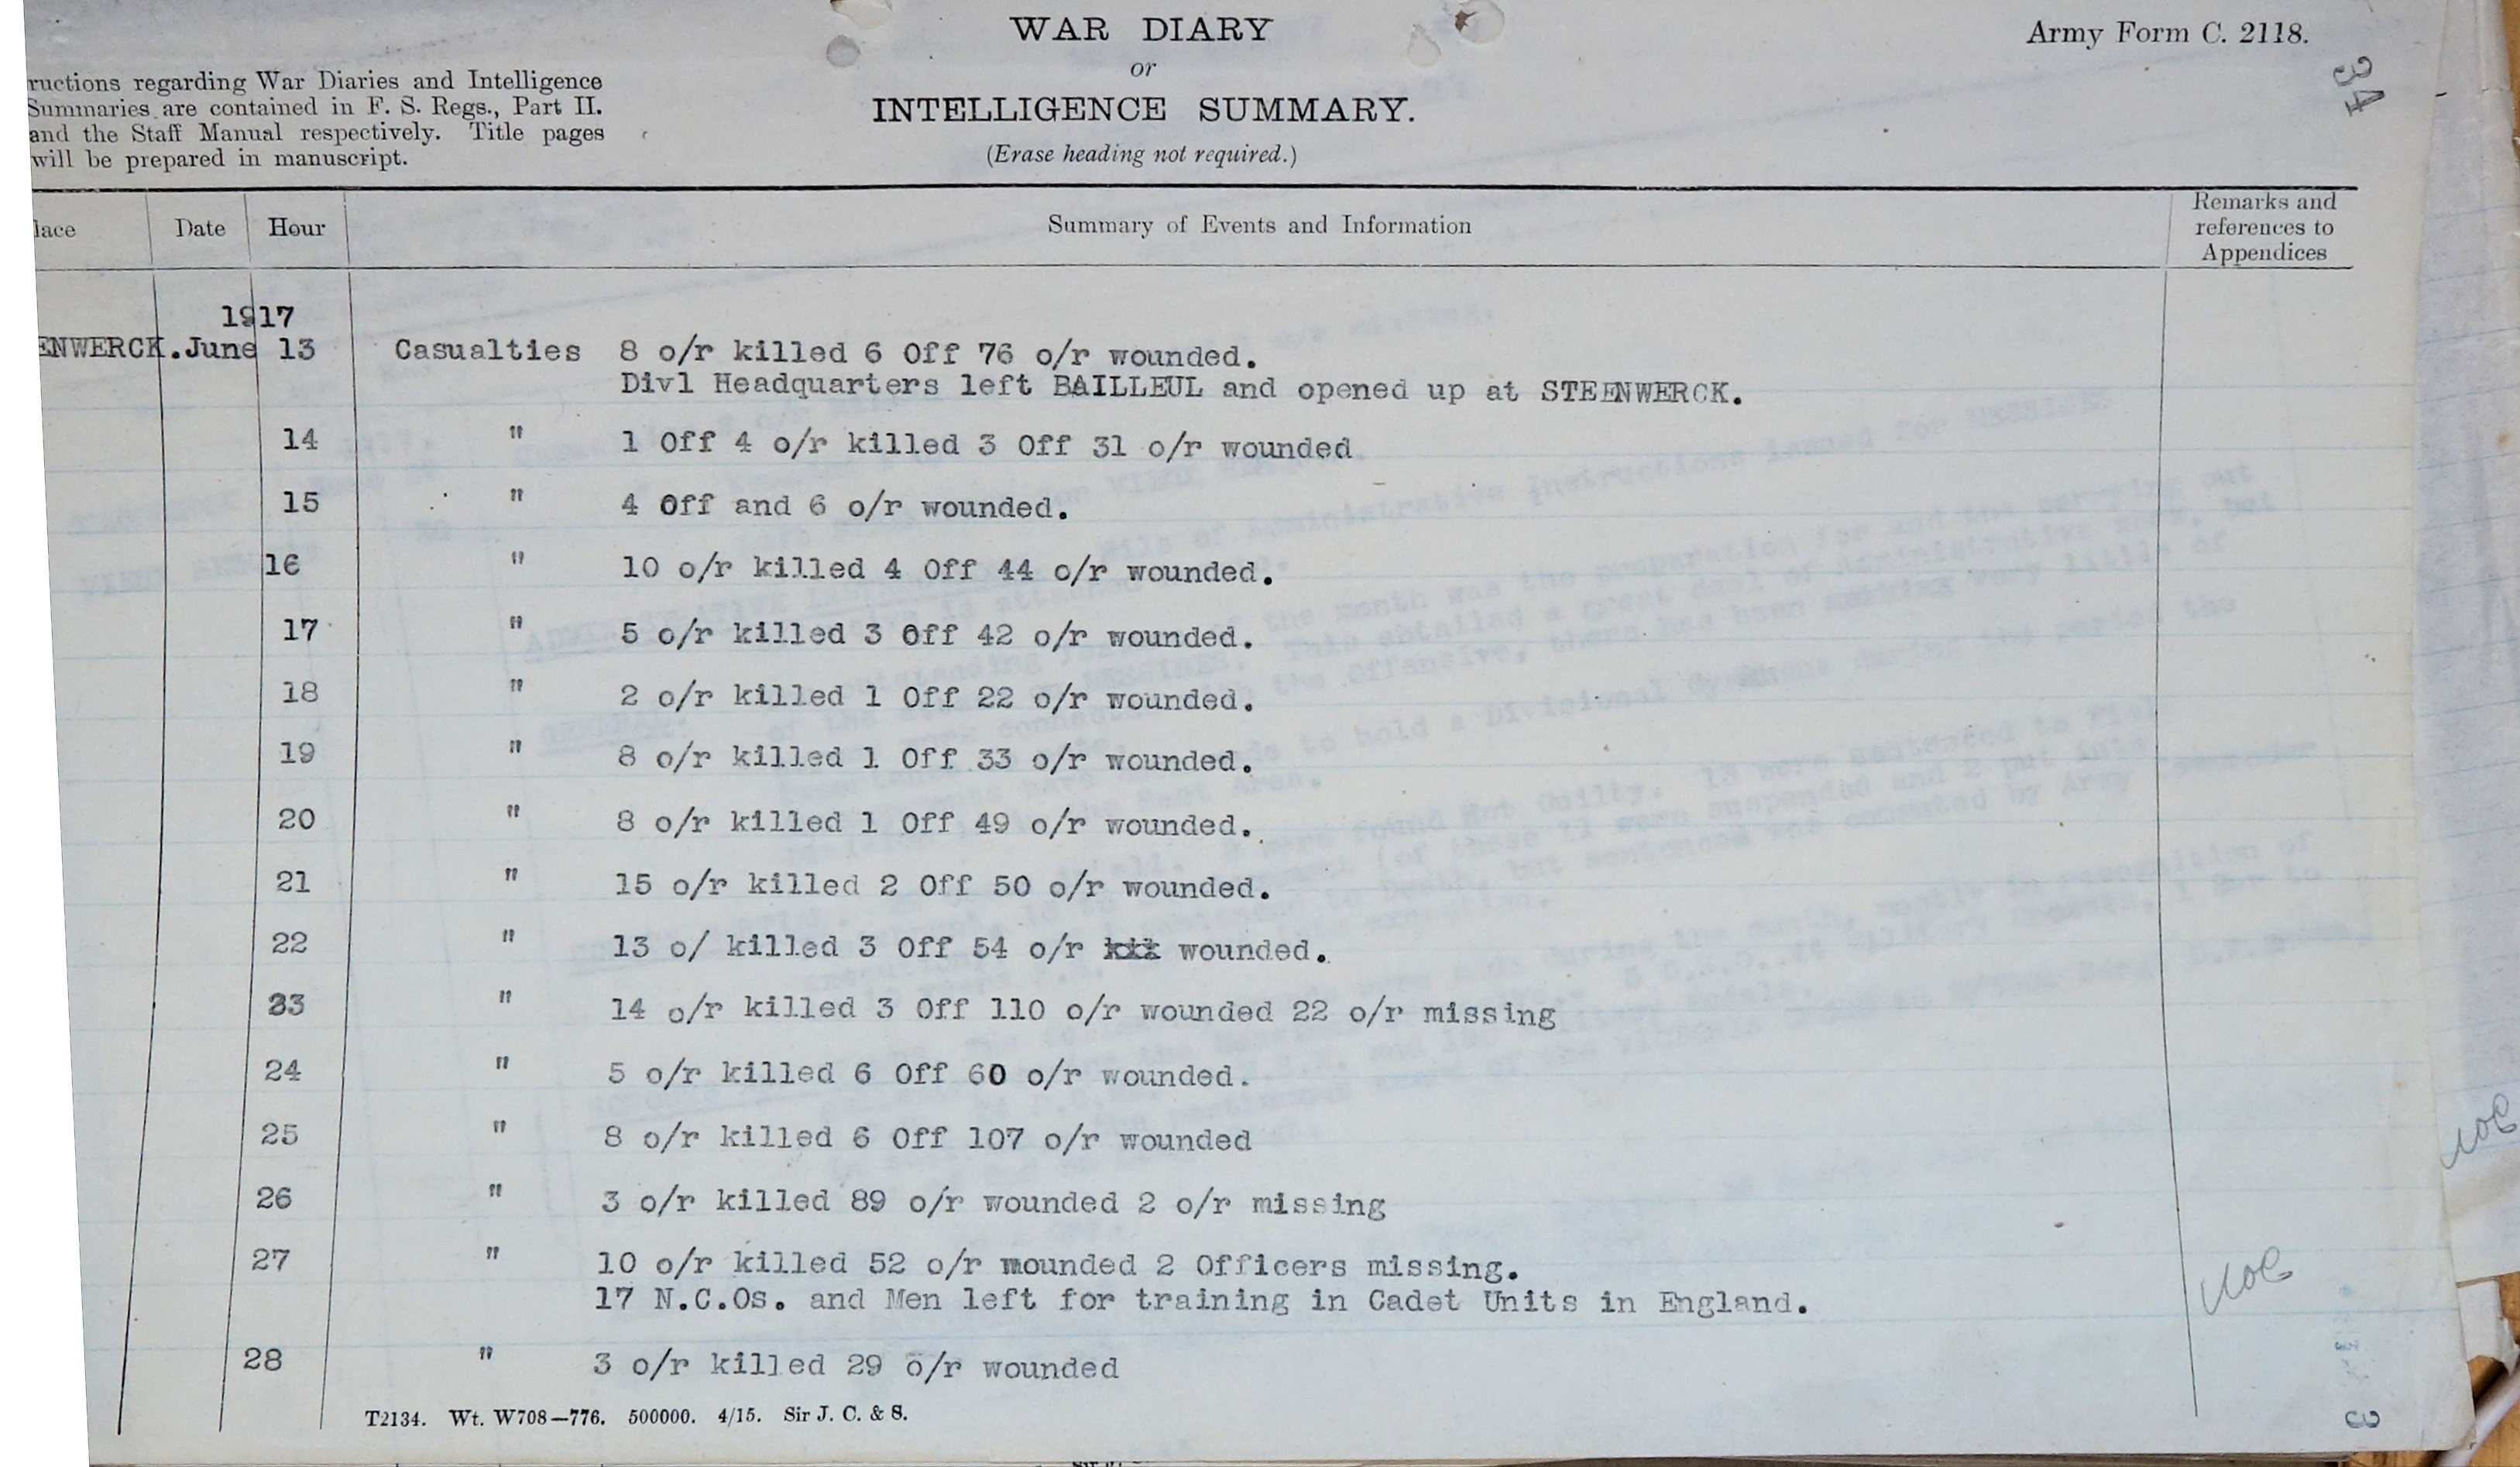 WAR DIARY
or
INTELLIGENCE SUMMARY.
(Erase heading not required.)
Army Form C. 2118.
34
ructions regarding War Diaries and Intelligence
Summaries are contained in F. S. Regs., Part II.
and the Staff Manual respectively. Title pages
will be prepared in manuscript.
lace Date Hour Summary of Events and Information Remarks and references to Appendices
1917
ENWERCK. June 13 Casualties 8 o/r killed 6 Off 76 o/r wounded.
Divl Headquarters left BAILLEUL and opened up at STEENWERCK.
14 " 1 Off 4 o/r killed 3 Off 31 o/r wounded
15 " 4 Off and 6 o/r wounded.
16 " 10 o/r killed 4 Off 44 o/r wounded.
17 " 5 o/r killed 3 Off 42 o/r wounded.
18 " 2 o/r killed 1 Off 22 o/r wounded.
19 " 8 o/r killed 1 Off 33 o/r wounded.
20 " 8 o/r killed 1 Off 49 o/r wounded.
21 " 15 o/r killed 2 Off 50 o/r wounded.
22 " 13 o/ killed 3 Off 54 o/r wounded.
23 " 14 o/r killed 3 Off 110 o/r wounded 22 o/r missing
24 " 5 o/r killed 6 Off 60 o/r wounded.
25 " 8 o/r killed 6 Off 107 o/r wounded
26 " 3 o/r killed 89 o/r wounded 2 o/r missing
27 " 10 o/r killed 52 o/r mounded 2 Officers missing.
17 N.C.Os. and Men left for training in Cadet Units in England.
28 " 3 o/r killed 29 o/r wounded
T2134. Wt. W708—776. 500000. 4/15. Sir J. C. & S.
3